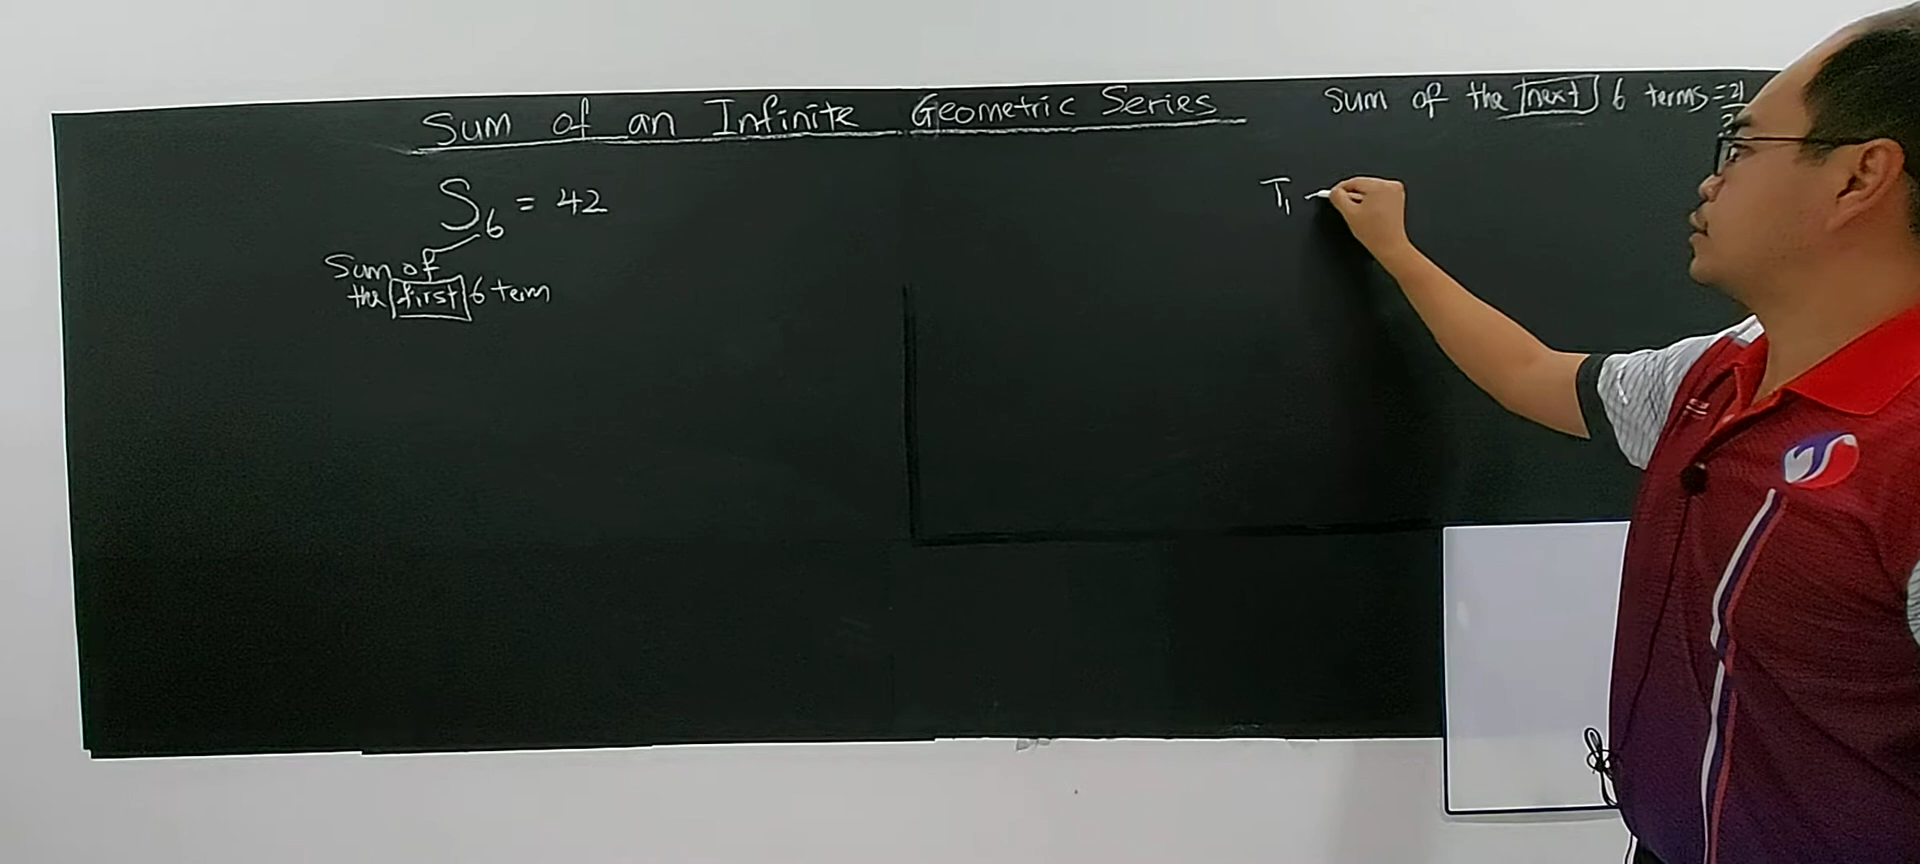 Sum of an Infinite Geometric Series
Sum of the next 6 terms = 21
S6 = 42
Sum of
the first 6 term
T1